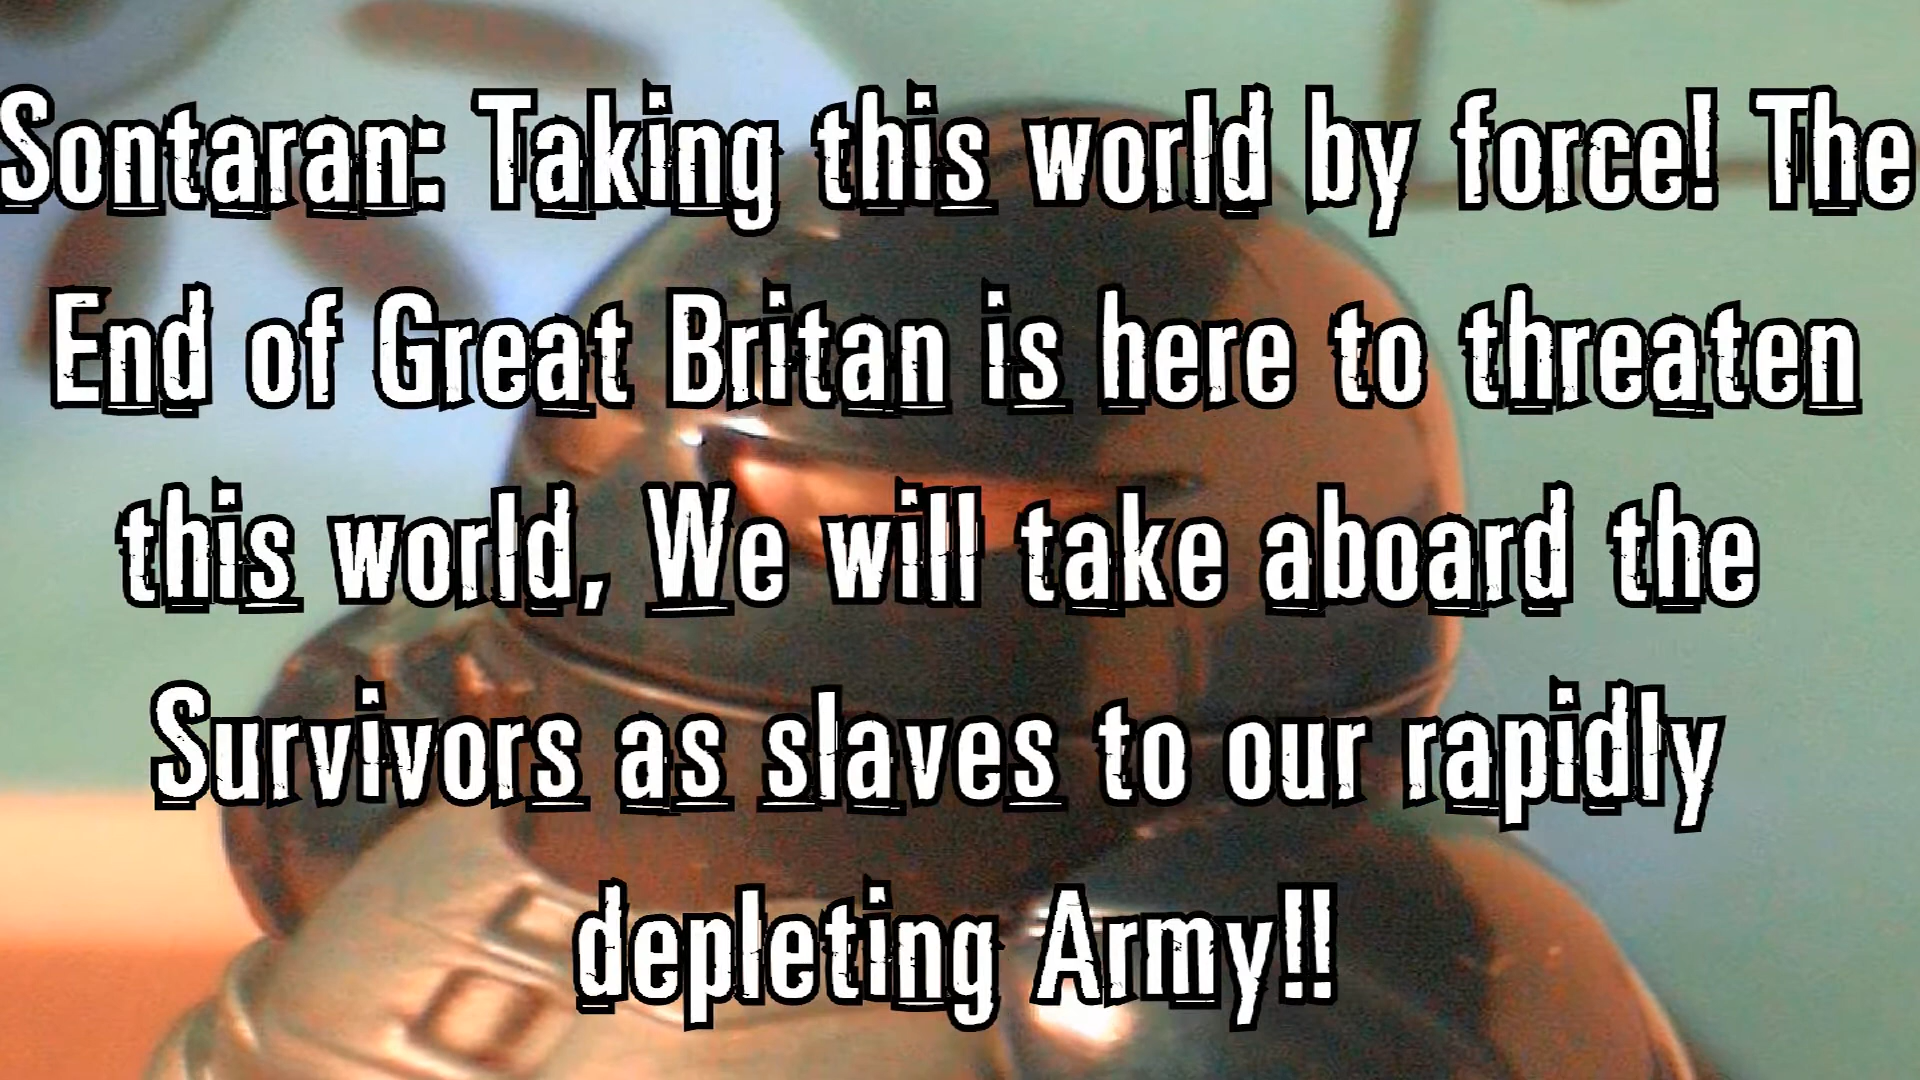 Sontaran: Taking this world by force! The
End of Great Britan is here to threaten
this world, We will take aboard the
Survivors as slaves to our rapidly
depleting Army!!